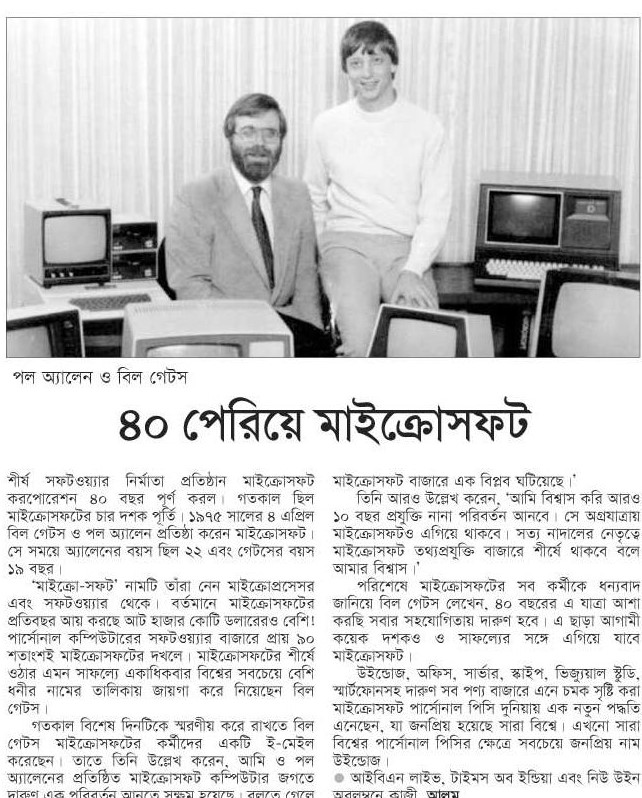 পল অ্যালেন ও বিল গেটস
৪০ পেরিয়ে মাইক্রোসফট
শীর্ষ সফটওয়্যার নির্মাতা প্রতিষ্ঠান মাইক্রোসফট
করপোরেশন ৪০ বছর পূর্ণ করল। গতকাল ছিল
মাইক্রোসফটের চার দশক পূর্তি। ১৯৭৫ সালের ৪ এপ্রিল
বিল গেটস ও পল অ্যালেন প্রতিষ্ঠা করেন মাইক্রোসফট।
সে সময়ে অ্যালেনের বয়স ছিল ২২ এবং গেটসের বয়স
১৯ বছর।
‘মাইক্রো-সফট’ নামটি তাঁরা নেন মাইক্রোপ্রসেসর
এবং সফটওয়্যার থেকে। বর্তমানে মাইক্রোসফটের
প্রতিবছর আয় করছে আট হাজার কোটি ডলারেরও বেশি!
পার্সোনাল কম্পিউটারের সফটওয়্যার বাজারে প্রায় ৯০
শতাংশই মাইক্রোসফটের দখলে। মাইক্রোসফটের শীর্ষে
ওঠার এমন সাফল্যে একাধিকবার বিশ্বের সবচেয়ে বেশি
ধনীর নামের তালিকায় জায়গা করে নিয়েছেন বিল
গেটস।
গতকাল বিশেষ দিনটিকে স্মরণীয় করে রাখতে বিল
গেটস মাইক্রোসফটের কর্মীদের একটি ই-মেইল
করেছেন। তাতে তিনি উল্লেখ করেন, আমি ও পল
অ্যালেনের প্রতিষ্ঠিত মাইক্রোসফট কম্পিউটার জগতে
দারুণ এক পরিবর্তন আনতে সক্ষম হয়েছে। বলতে গেলে
মাইক্রোসফট বাজারে এক বিপ্লব ঘটিয়েছে।’
তিনি আরও উল্লেখ করেন, ‘আমি বিশ্বাস করি আরও
১০ বছর প্রযুক্তি নানা পরিবর্তন আনবে। সে অগ্রযাত্রায়
মাইক্রোসফটও এগিয়ে থাকবে। সত্য নাদালের নেতৃত্বে
মাইক্রোসফট তথ্যপ্রযুক্তি বাজারে শীর্ষে থাকবে বলে
আমার বিশ্বাস।’
পরিশেষে মাইক্রোসফটের সব কর্মীকে ধন্যবাদ
জানিয়ে বিল গেটস লেখেন, ৪০ বছরের এ যাত্রা আশা
করছি সবার সহযোগিতায় দারুণ হবে। এ ছাড়া আগামী
কয়েক দশকও ও সাফল্যের সঙ্গে এগিয়ে যাবে
মাইক্রোসফট।
উইন্ডোজ, অফিস, সার্ভার, স্কাইপ, ভিজ্যুয়াল স্টুডি,
স্মার্টফোনসহ দারুণ সব পণ্য বাজারে এনে চমক সৃষ্টি করা
মাইক্রোসফট পার্সোনাল পিসি দুনিয়ায় এক নতুন পদ্ধতি
এনেছেন, যা জনপ্রিয় হয়েছে সারা বিশ্বে। এখনো সারা
বিশ্বের পার্সোনাল পিসির ক্ষেত্রে সবচেয়ে জনপ্রিয় নাম
উইন্ডোজ।
● আইবিএন লাইভ, টাইমস অব ইন্ডিয়া এবং নিউ উইন
অবলম্বনে কাজী আলম